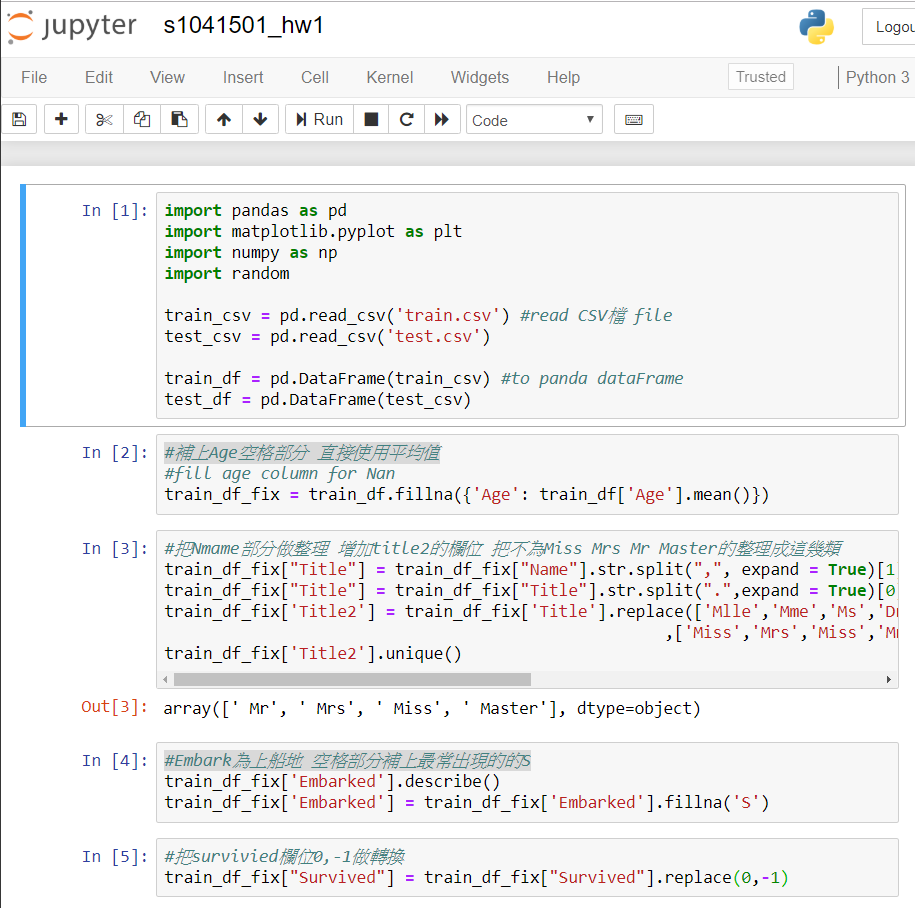 jupyter s1041501_hw1
File Edit View Insert Cell Kernel Widgets Help Trusted Python 3
Run Code
In [1]: import pandas as pd
import matplotlib.pyplot as plt
import numpy as np
import random
train_csv = pd.read_csv('train.csv') #read CSV檔 file
test_csv = pd.read_csv('test.csv')
train_df = pd.DataFrame(train_csv) #to panda dataFrame
test_df = pd.DataFrame(test_csv)
In [2]: #補上Age空格部分 直接使用平均值
#fill age column for Nan
train_df_fix = train_df.fillna({'Age': train_df['Age'].mean()})
In [3]: #把Nmame部分做整理 增加title2的欄位 把不為Miss Mrs Mr Master的整理成這幾類
train_df_fix["Title"] = train_df_fix["Name"].str.split(",", expand = True)[1
train_df_fix["Title"] = train_df_fix["Title"].str.split(".",expand = True)[0
train_df_fix['Title2'] = train_df_fix['Title'].replace(['Mlle','Mme','Ms',
,['Miss','Mrs','Miss',
train_df_fix['Title2'].unique()
Out[3]: array([' Mr', ' Mrs', ' Miss', ' Master'], dtype=object)
In [4]: #Embark為上船地 空格部分補上最常出現的的S
train_df_fix['Embarked'].describe()
train_df_fix['Embarked'] = train_df_fix['Embarked'].fillna('S')
In [5]: #把survivied欄位0,-1做轉換
train_df_fix["Survived"] = train_df_fix["Survived"].replace(0,-1)